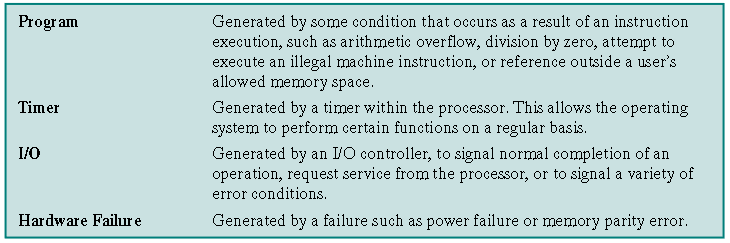 Program Generated by some condition that occurs as a result of an instruction
execution, such as arithmetic overflow, division by zero, attempt to
execute an illegal machine instruction, or reference outside a user's
allowed memory space.
Timer Generated by a timer within the processor. This allows the operating
system to perform certain functions on a regular basis.
I/O Generated by an I/O controller, to signal normal completion of an
operation, request service from the processor, or to signal a variety of
error conditions.
Hardware Failure Generated by a failure such as power failure or memory parity error.